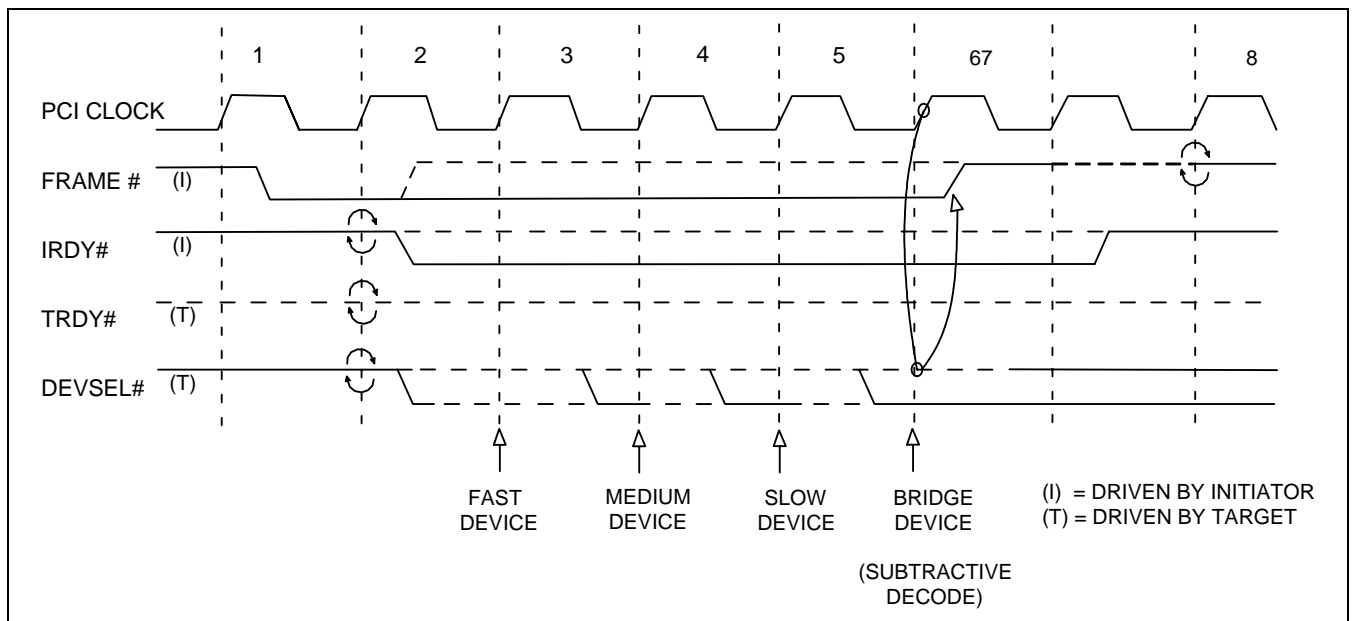 1 2 3 4 5 67 8
PCI CLOCK
FRAME # (I)
IRDY# (I)
TRDY# (T)
DEVSEL# (T)
FAST
DEVICE
MEDIUM
DEVICE
SLOW
DEVICE
BRIDGE
DEVICE
(SUBTRACTIVE
DECODE)
(I) = DRIVEN BY INITIATOR
(T) = DRIVEN BY TARGET